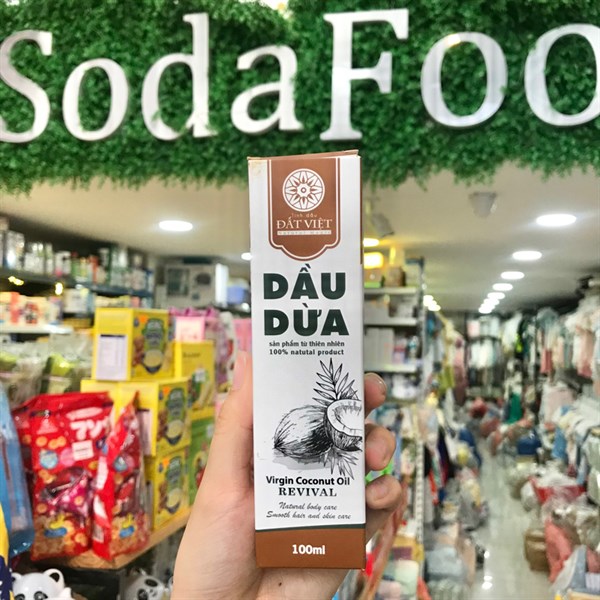 SodaFoo
Tinh dầu
ĐẤT VIỆT
DẦU
DỪA
sản phẩm từ thiên nhiên
100% natutal product
Virgin Coconut Oil
REVIVAL
Natural body care
Smooth hair and skin care
100ml